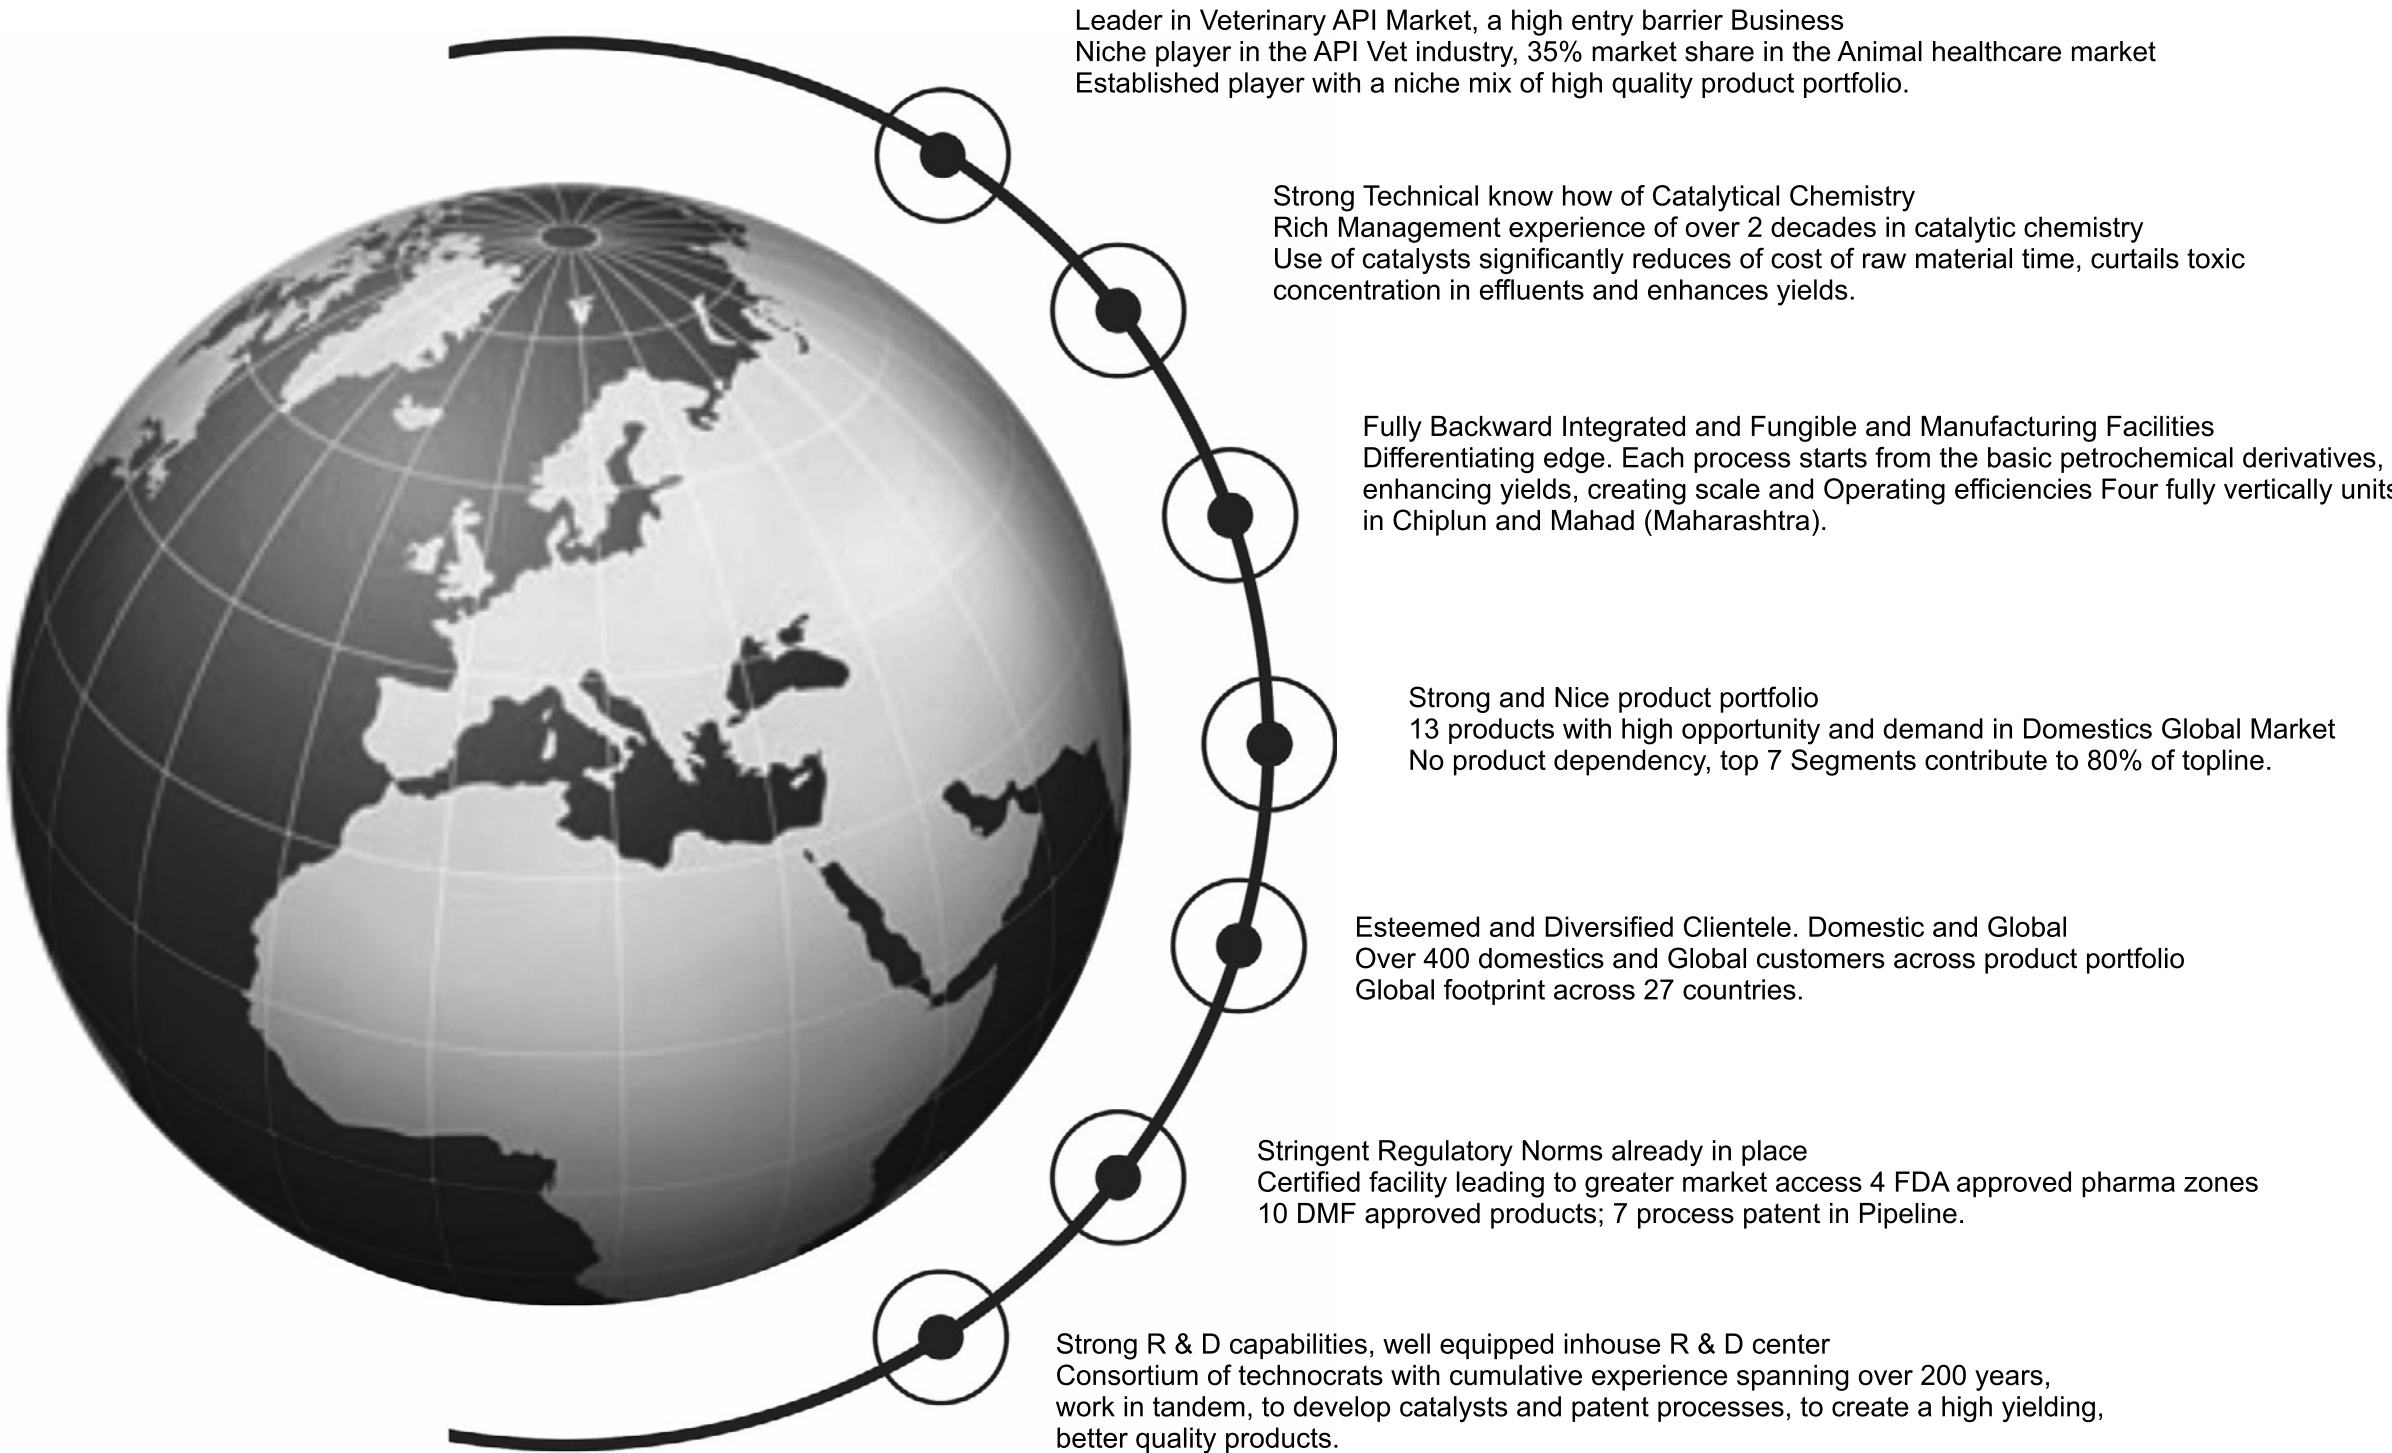 Leader in Veterinary API Market, a high entry barrier Business
Niche player in the API Vet industry, 35% market share in the Animal healthcare market
Established player with a niche mix of high quality product portfolio.
Strong Technical know how of Catalytical Chemistry
Rich Management experience of over 2 decades in catalytic chemistry
Use of catalysts significantly reduces of cost of raw material time, curtails toxic
concentration in effluents and enhances yields.
Fully Backward Integrated and Fungible and Manufacturing Facilities
Differentiating edge. Each process starts from the basic petrochemical derivatives,
enhancing yields, creating scale and Operating efficiencies Four fully vertically units
in Chiplun and Mahad (Maharashtra).
Strong and Nice product portfolio
13 products with high opportunity and demand in Domestics Global Market
No product dependency, top 7 Segments contribute to 80% of topline.
Esteemed and Diversified Clientele. Domestic and Global
Over 400 domestics and Global customers across product portfolio
Global footprint across 27 countries.
Stringent Regulatory Norms already in place
Certified facility leading to greater market access 4 FDA approved pharma zones
10 DMF approved products; 7 process patent in Pipeline.
Strong R & D capabilities, well equipped inhouse R & D center
Consortium of technocrats with cumulative experience spanning over 200 years,
work in tandem, to develop catalysts and patent processes, to create a high yielding,
better quality products.